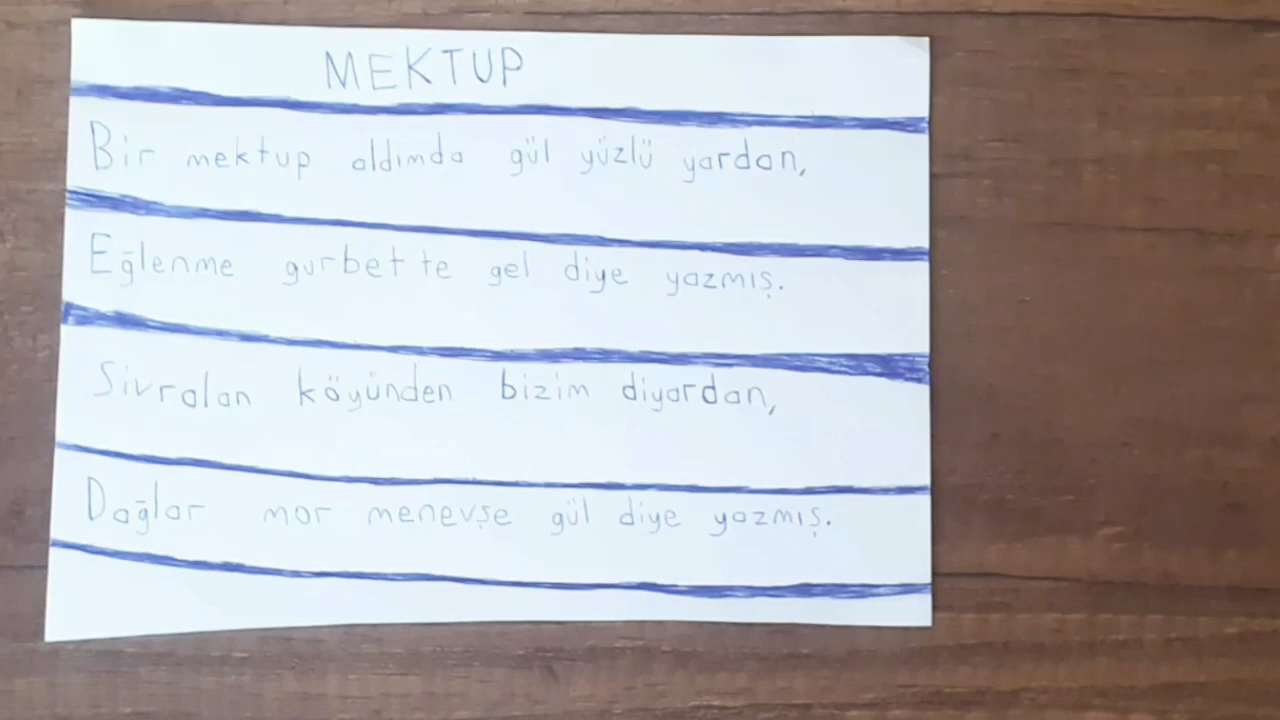 MEKTUP
Bir mektup aldımda gül yüzlü yardan,
Eğlenme gurbette gel diye yazmış.
Sivralan köyünden bizim diyardan,
Dağlar mor menevşe gül diye yazmış.